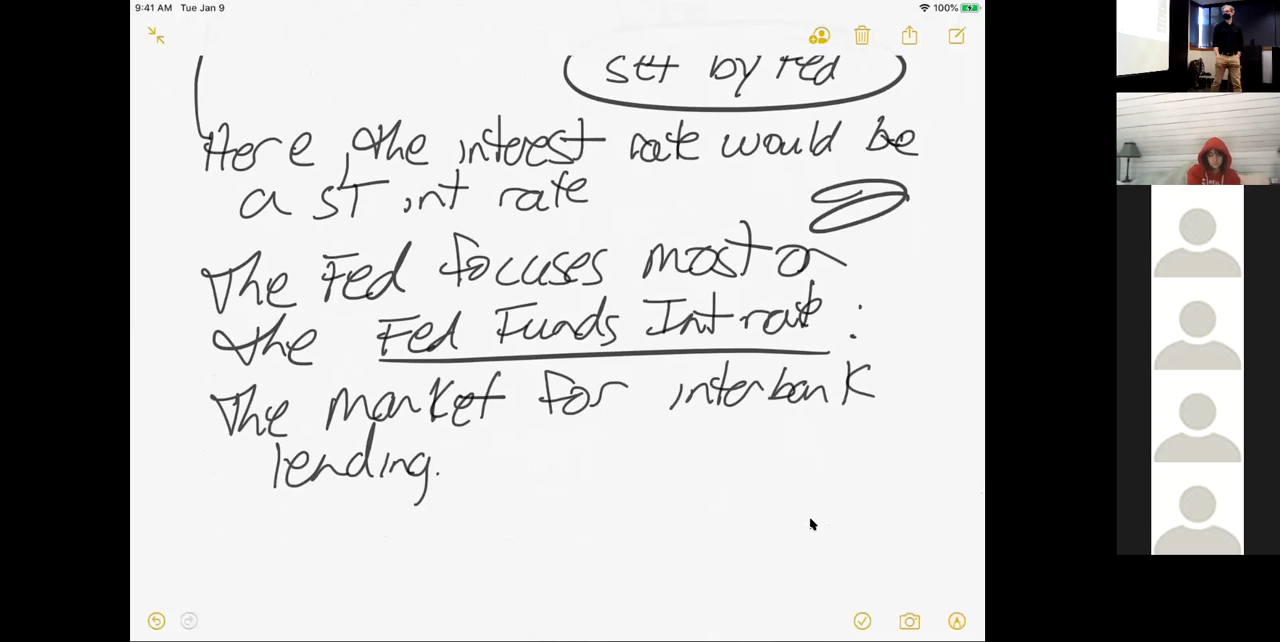 9:41 AM Tue Jan 9
100%
set by Fed
Here, the interest rate would be
a ST int rate
The Fed focuses most on
the Fed Funds Int rate:
The market for interbank
lending.